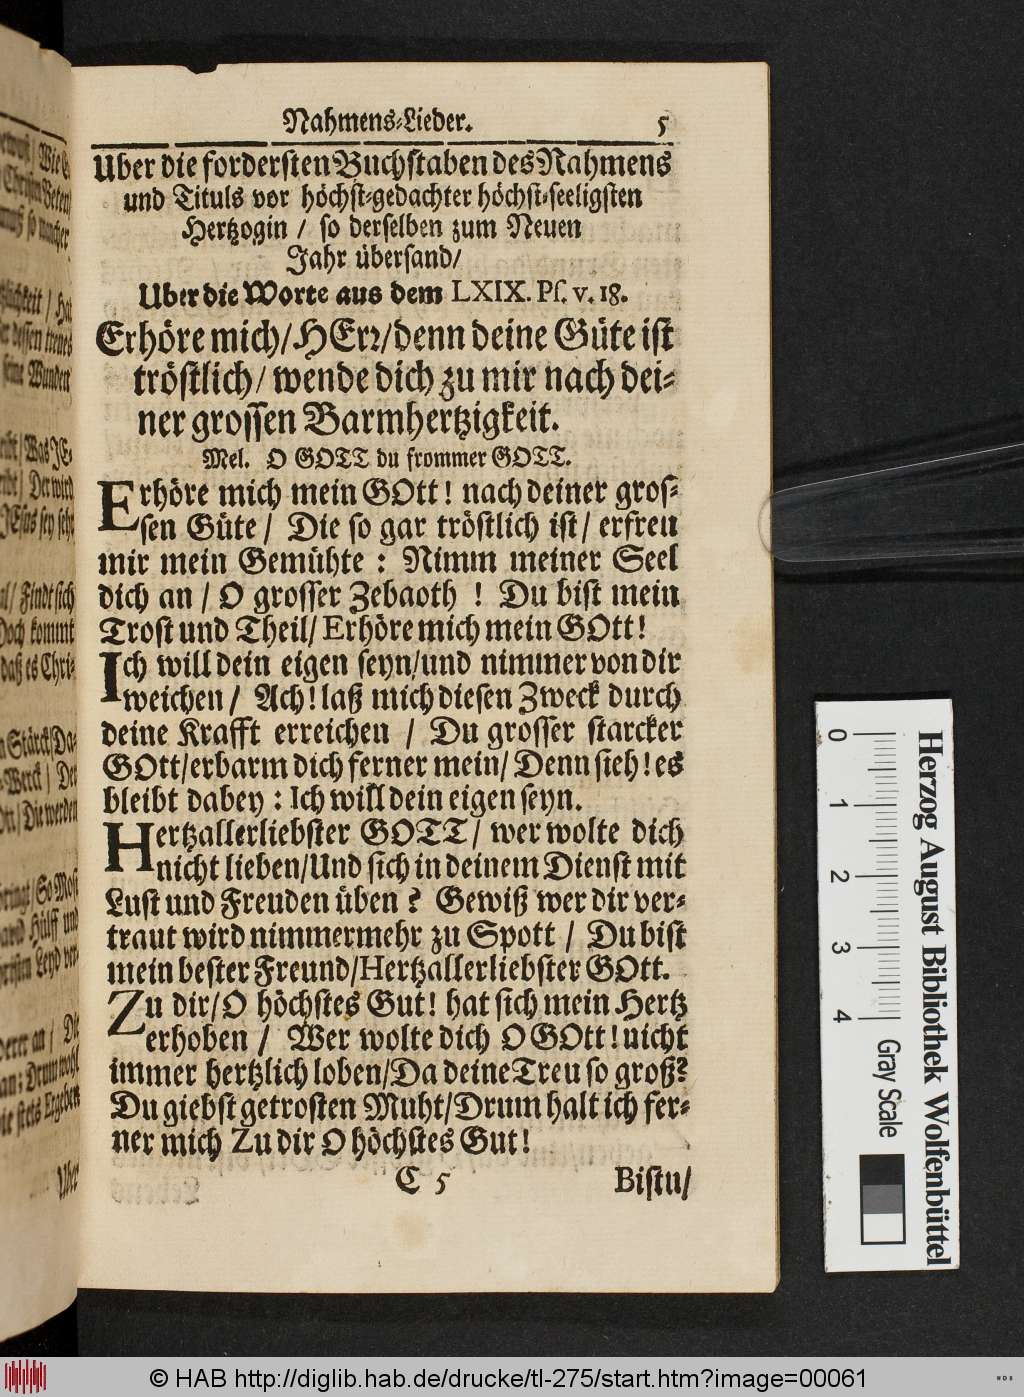 Nahmens-Lieder. 5
Uber die fordersten Buchstaben des Nahmens
und Tituls vor höchst-gedachter höchst-seeligsten
Hertzogin / so derselben zum Neuen
Jahr übersand/
Uber die Worte aus dem LXIX. Ps. v. 18.
Erhöre mich/HErꝛ/denn deine Güte ist
tröstlich/ wende dich zu mir nach dei-
ner grossen Barmhertzigkeit.
Mel. O GOTT du frommer GOTT.
Erhöre mich mein GOtt! nach deiner gros-
sen Güte / Die so gar tröstlich ist/ erfreu
mir mein Gemühte : Nimm meiner Seel
dich an / O grosser Zebaoth ! Du bist mein
Trost und Theil/ Erhöre mich mein GOtt!
Ich will dein eigen seyn/und nimmer von dir
weichen / Ach! laß mich diesen Zweck durch
deine Krafft erreichen / Du grosser starcker
GOtt/erbarm dich ferner mein/ Denn sieh! es
bleibt dabey : Ich will dein eigen seyn.
Hertzallerliebster GOTT/ wer wolte dich
nicht lieben/Und sich in deinem Dienst mit
Lust und Freuden üben ? Gewiß wer dir ver-
traut wird nimmermehr zu Spott / Du bist
mein bester Freund/Hertzallerliebster GOtt.
Zu dir/O höchstes Gut! hat sich mein Hertz
erhoben / Wer wolte dich O GOtt! nicht
immer hertzlich loben/Da deine Treu so groß?
Du giebst getrosten Muht/Drum halt ich fer-
ner mich Zu dir O höchstes Gut!
C 5 Bistu/
Herzog August Bibliothek Wolfenbüttel
0 1 2 3 4 Gray Scale
© HAB http://diglib.hab.de/drucke/tl-275/start.htm?image=00061